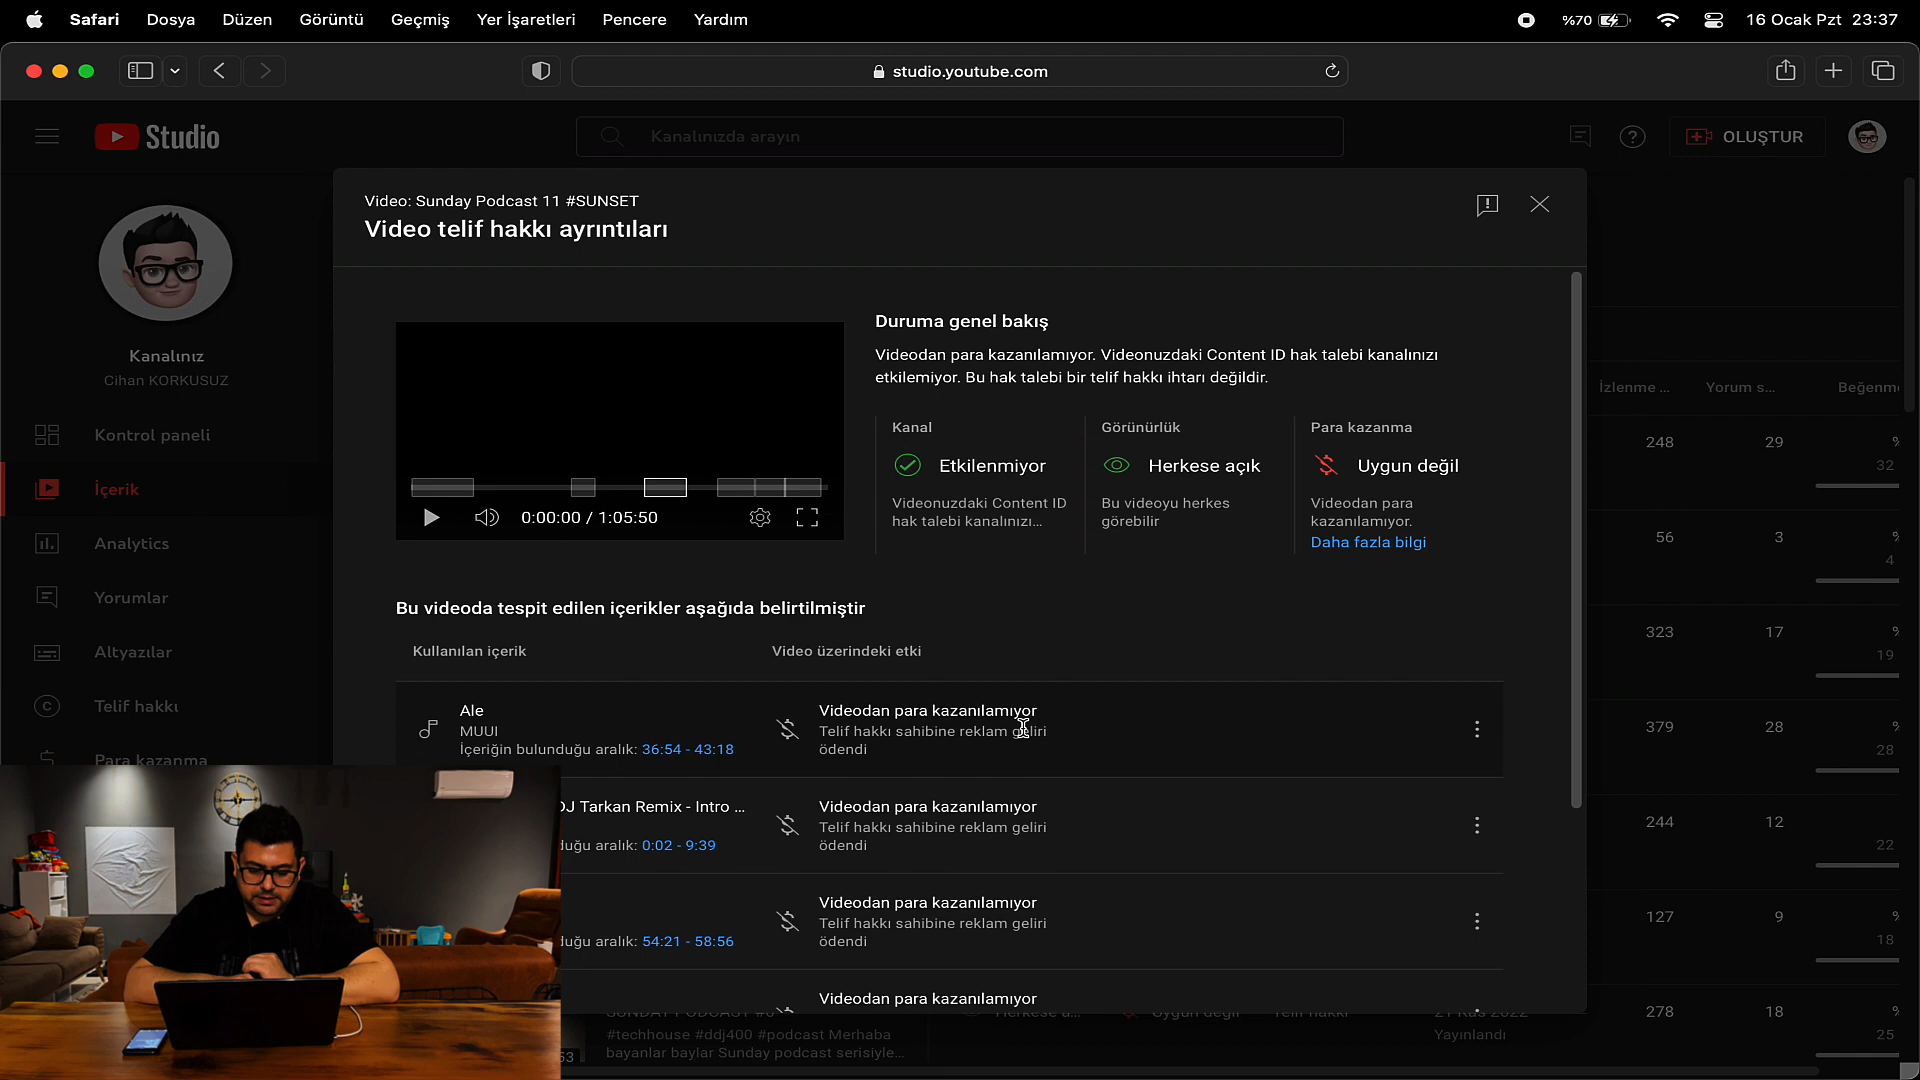 Safari Dosya Düzen Görüntü Geçmiş Yer İşaretleri Pencere Yardım %70 16 Ocak Pzt 23:37
studio.youtube.com
Studio Kanalınızda arayın OLUŞTUR
Video: Sunday Podcast 11 #SUNSET
Video telif hakkı ayrıntıları
Kanalınız
Cihan KORKUSUZ
Kontrol paneli
İçerik
Analytics
Yorumlar
Altyazılar
Telif hakkı
Para kazanma
0:00:00 / 1:05:50
Duruma genel bakış
Videodan para kazanılamıyor. Videonuzdaki Content ID hak talebi kanalınızı
etkilemiyor. Bu hak talebi bir telif hakkı ihtarı değildir.
Kanal
Etkilenmiyor
Videonuzdaki Content ID
hak talebi kanalınızı...
Görünürlük
Herkese açık
Bu videoyu herkes
görebilir
Para kazanma
Uygun değil
Videodan para
kazanılamıyor.
Daha fazla bilgi
Bu videoda tespit edilen içerikler aşağıda belirtilmiştir
Kullanılan içerik Video üzerindeki etki
Ale
MUUI
İçeriğin bulunduğu aralık: 36:54 - 43:18
Videodan para kazanılamıyor
Telif hakkı sahibine reklam geliri
ödendi
DJ Tarkan Remix - Intro ...
duğu aralık: 0:02 - 9:39
Videodan para kazanılamıyor
Telif hakkı sahibine reklam geliri
ödendi
duğu aralık: 54:21 - 58:56
Videodan para kazanılamıyor
Telif hakkı sahibine reklam geliri
ödendi
Videodan para kazanılamıyor
İzlenme ... Yorum s... Beğenm
248 29 %
32
56 3 %
4
323 17 %
19
379 28 %
28
244 12
22
127 9 %
18
278 18 %
25
#techhouse #ddj400 #podcast Merhaba
bayanlar baylar Sunday podcast serisiyle...
53
Yayınlandı